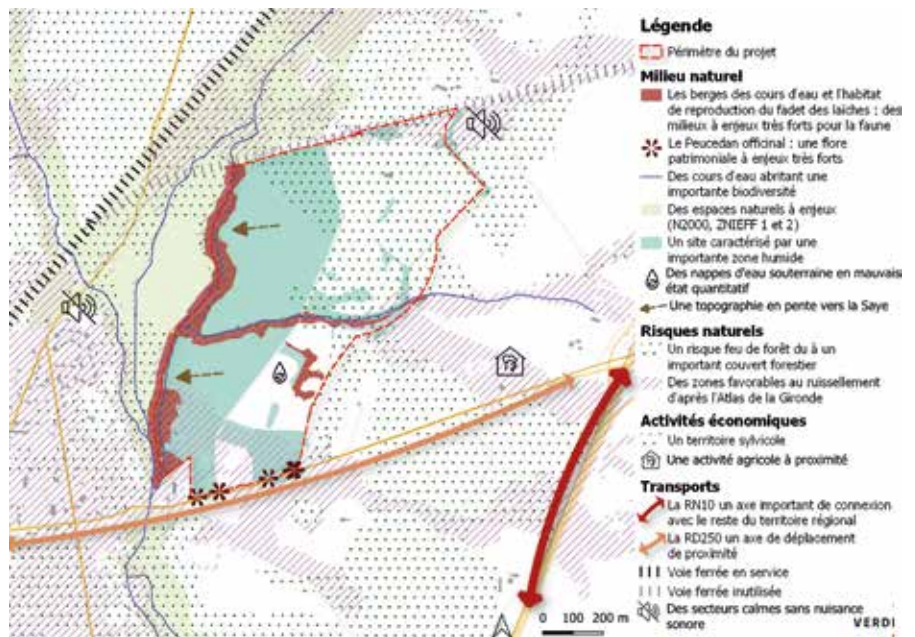 Légende
Périmètre du projet
Milieu naturel
Les berges des cours d'eau et l'habitat
de reproduction du fadet des laîches : des
milieux à enjeux très forts pour la faune
Le Peucedan officinal : une flore
patrimoniale à enjeux très forts
Des cours d'eau abritant une
importante biodiversité
Des espaces naturels à enjeux
(N2000, ZNIEFF 1 et 2)
Un site caractérisé par une
importante zone humide
Des nappes d'eau souterraine en mauvais
état quantitatif
Une topographie en pente vers la Saye
Risques naturels
Un risque feu de forêt du à un
important couvert forestier
Des zones favorables au ruissellement
d'après l'Atlas de la Gironde
Activités économiques
Un territoire sylvicole
Une activité agricole à proximité
Transports
La RN10 un axe important de connexion
avec le reste du territoire régional
La RD250 un axe de déplacement
de proximité
Voie ferrée en service
Voie ferrée inutilisée
Des secteurs calmes sans nuisance
sonore
0 100 200 m
VERDI